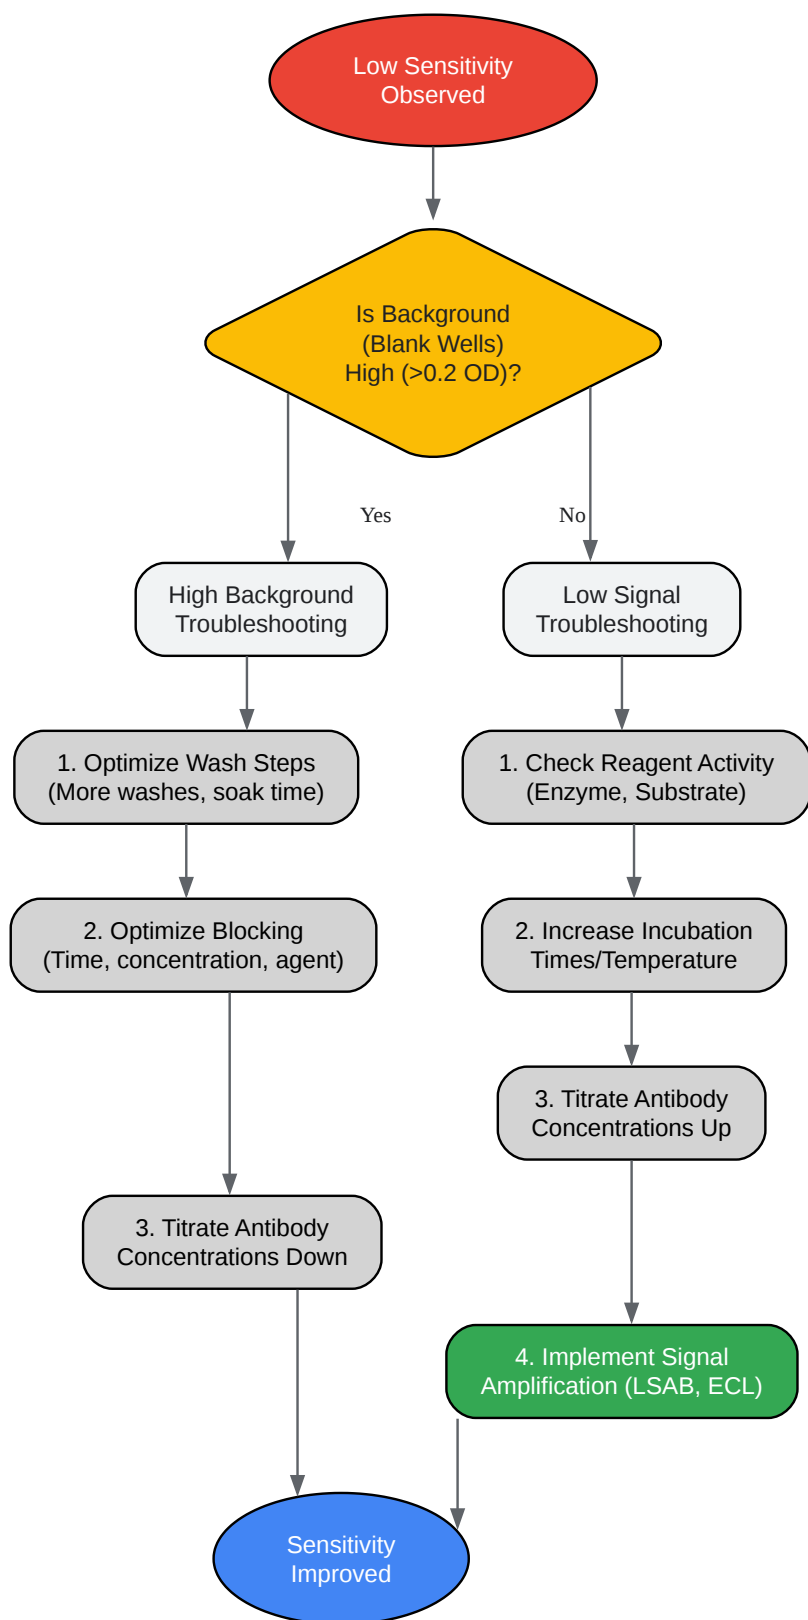 Low Sensitivity
Observed
Is Background
(Blank Wells)
High (>0.2 OD)?
Yes
No
High Background
Troubleshooting
Low Signal
Troubleshooting
1. Optimize Wash Steps
(More washes, soak time)
1. Check Reagent Activity
(Enzyme, Substrate)
2. Optimize Blocking
(Time, concentration, agent)
2. Increase Incubation
Times/Temperature
3. Titrate Antibody
Concentrations Up
3. Titrate Antibody
Concentrations Down
4. Implement Signal
Amplification (LSAB, ECL)
Sensitivity
Improved